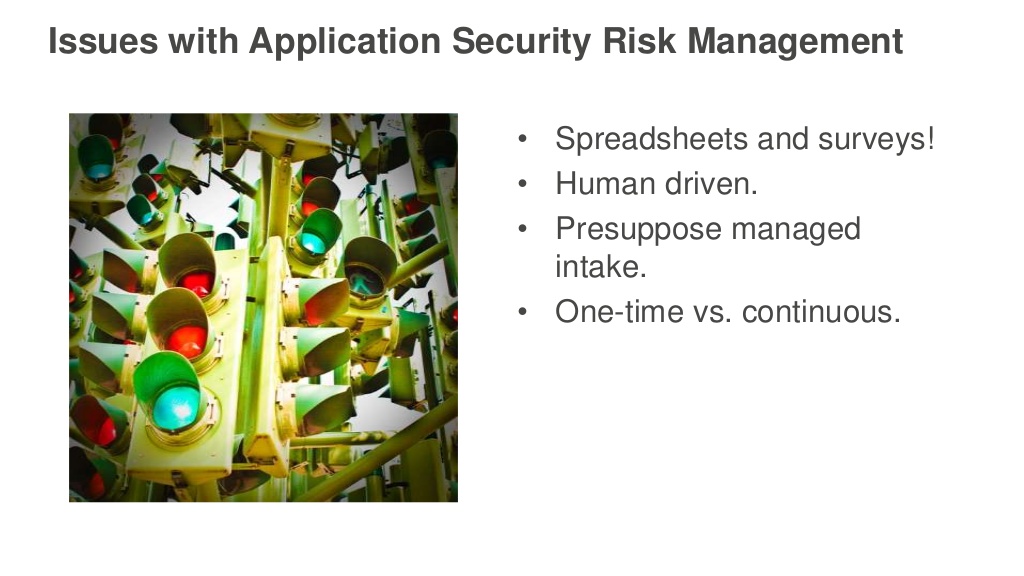 Issues with Application Security Risk Management
• Spreadsheets and surveys!
• Human driven.
• Presuppose managed
intake.
• One-time vs. continuous.